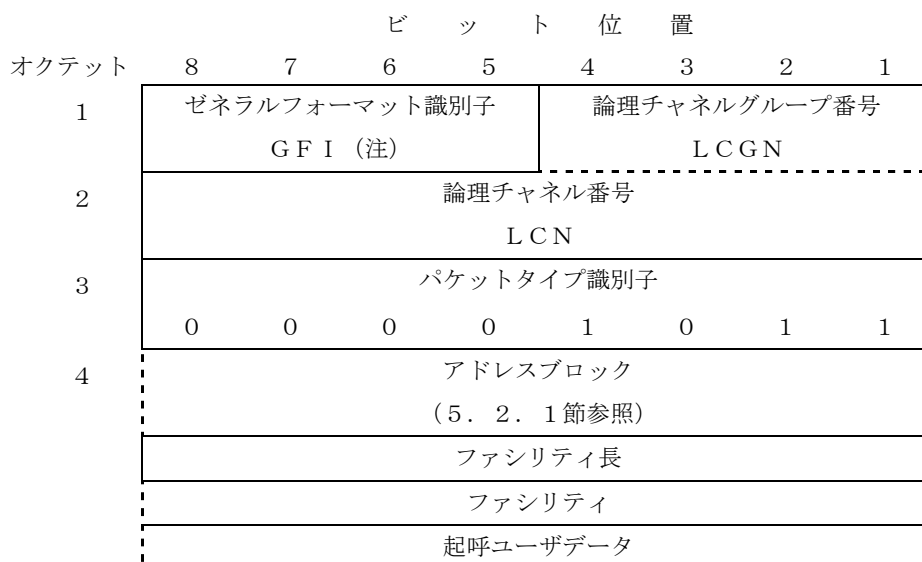 ビット位置
オクテット 8 7 6 5 4 3 2 1
1 ゼネラルフォーマット識別子 論理チャネルグループ番号
GFI(注) LCGN
2 論理チャネル番号
LCN
3 パケットタイプ識別子
0 0 0 0 1 0 1 1
4 アドレスブロック
(5.2.1節参照)
ファシリティ長
ファシリティ
起呼ユーザデータ